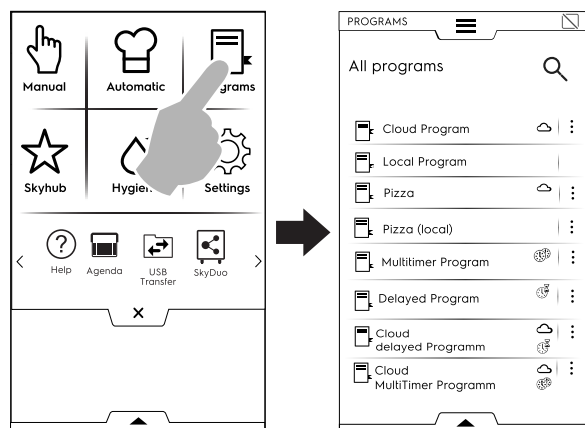 Manual
Automatic
grams
Skyhub
Hygien
Settings
?
Help
Agenda
USB
Transfer
SkyDuo
PROGRAMS
All programs
Cloud Program
Local Program
Pizza
Pizza (local)
Multitimer Program
Delayed Program
Cloud
delayed Programm
Cloud
MultiTimer Programm